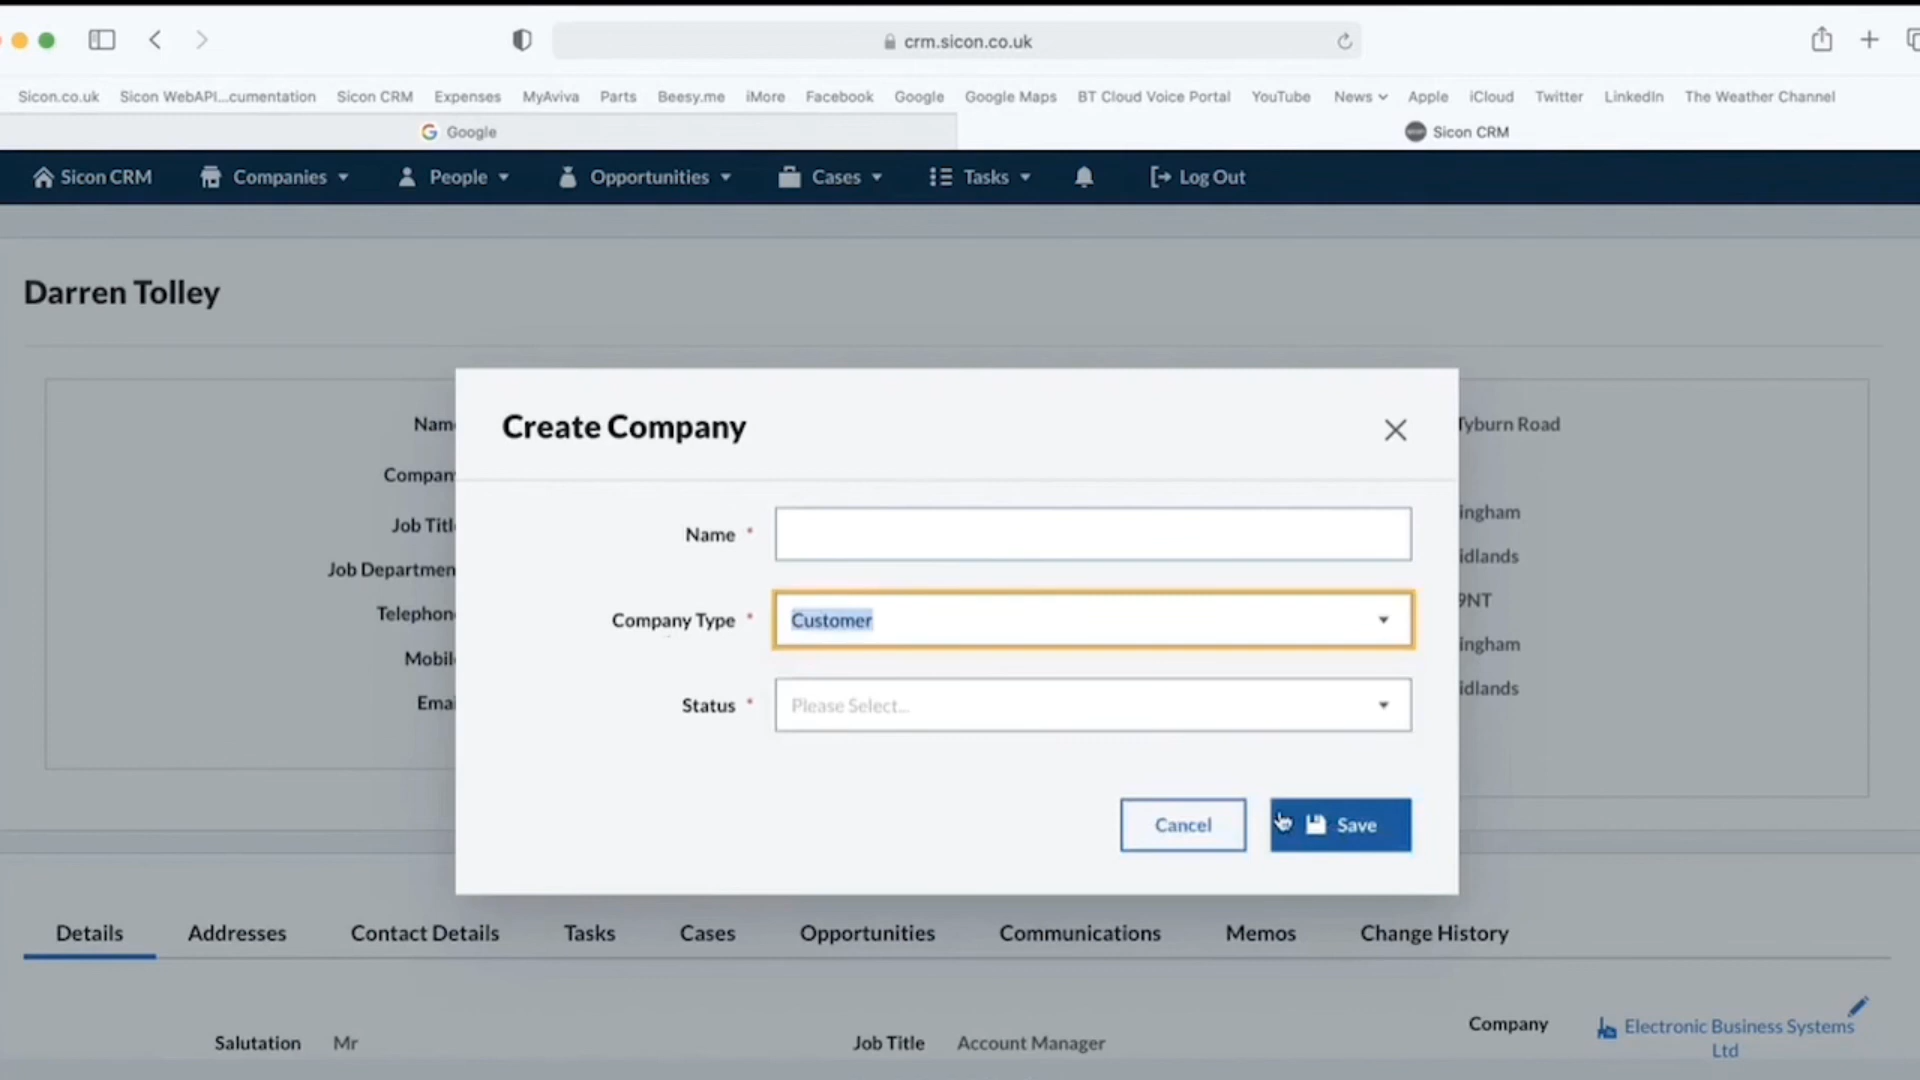 crm.sicon.co.uk
Sicon.co.uk Sicon WebAPI...cumentation Sicon CRM Expenses MyAviva Parts Beesy.me iMore Facebook Google Google Maps BT Cloud Voice Portal YouTube News Apple iCloud Twitter LinkedIn The Weather Channel
Google Sicon CRM
Sicon CRM Companies People Opportunities Cases Tasks Log Out
Darren Tolley
Create Company
Name
Tyburn Road
Company
Name *
Job Titl
ingham
Job Departmen
idlands
Company Type * Customer
9NT
Telephon
ingham
Mobil
idlands
Emai
Status * Please Select...
Cancel Save
Details Addresses Contact Details Tasks Cases Opportunities Communications Memos Change History
Salutation Mr Job Title Account Manager
Company Electronic Business Systems
Ltd